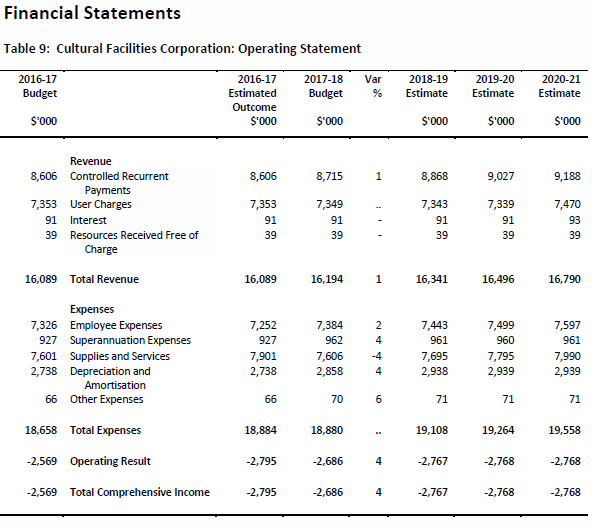 Financial Statements
Table 9: Cultural Facilities Corporation: Operating Statement
2016-17 2016-17 2017-18 Var 2018-19 2019-20 2020-21
Budget Estimated Budget % Estimate Estimate Estimate
Outcome
$'000 $'000 $'000 $'000 $'000 $'000
Revenue
8,606 Controlled Recurrent 8,606 8,715 1 8,868 9,027 9,188
Payments
7,353 User Charges 7,353 7,349 .. 7,343 7,339 7,470
91 Interest 91 91 - 91 91 93
39 Resources Received Free of 39 39 - 39 39 39
Charge
16,089 Total Revenue 16,089 16,194 1 16,341 16,496 16,790
Expenses
7,326 Employee Expenses 7,252 7,384 2 7,443 7,499 7,597
927 Superannuation Expenses 927 962 4 961 960 961
7,601 Supplies and Services 7,901 7,606 -4 7,695 7,795 7,990
2,738 Depreciation and 2,738 2,858 4 2,938 2,939 2,939
Amortisation
66 Other Expenses 66 70 6 71 71 71
18,658 Total Expenses 18,884 18,880 .. 19,108 19,264 19,558
-2,569 Operating Result -2,795 -2,686 4 -2,767 -2,768 -2,768
-2,569 Total Comprehensive Income -2,795 -2,686 4 -2,767 -2,768 -2,768